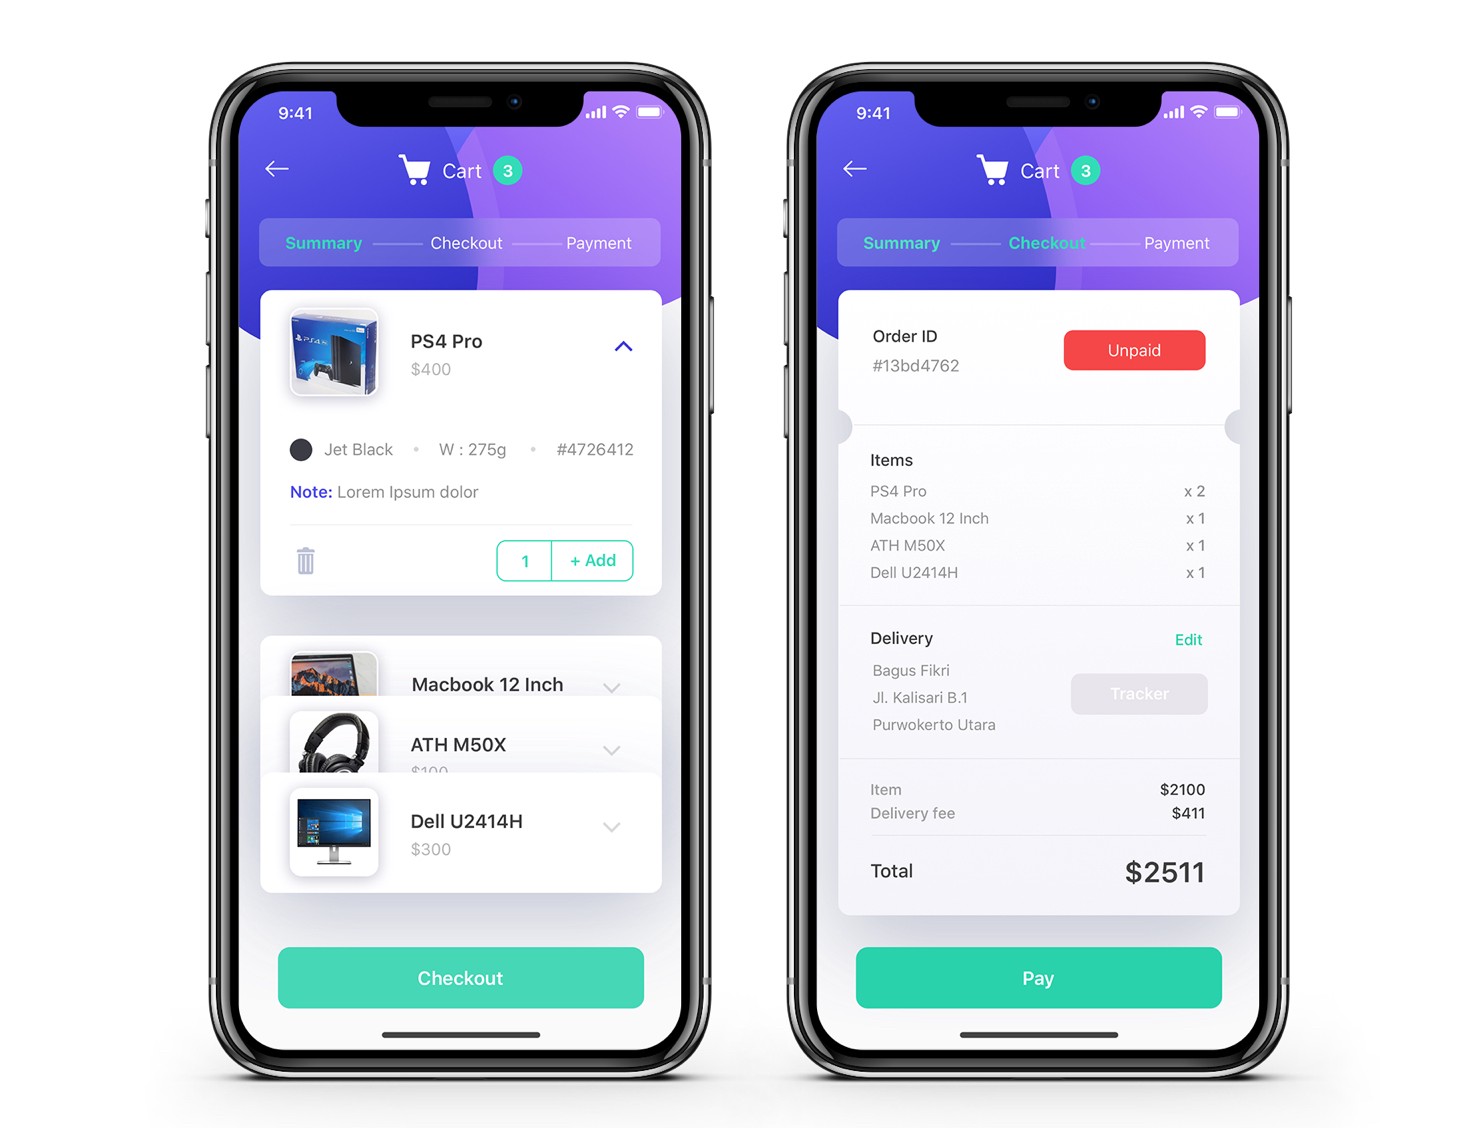 9:41
Cart 3
Summary Checkout Payment
PS4 Pro
$400
Jet Black • W : 275g • #4726412
Note: Lorem Ipsum dolor
1 + Add
Macbook 12 Inch
ATH M50X
$100
Dell U2414H
$300
Checkout
9:41
Cart 3
Summary Checkout Payment
Order ID
#13bd4762
Unpaid
Items
PS4 Pro x 2
Macbook 12 Inch x 1
ATH M50X x 1
Dell U2414H x 1
Delivery Edit
Bagus Fikri
Jl. Kalisari B.1
Purwokerto Utara
Tracker
Item $2100
Delivery fee $411
Total $2511
Pay